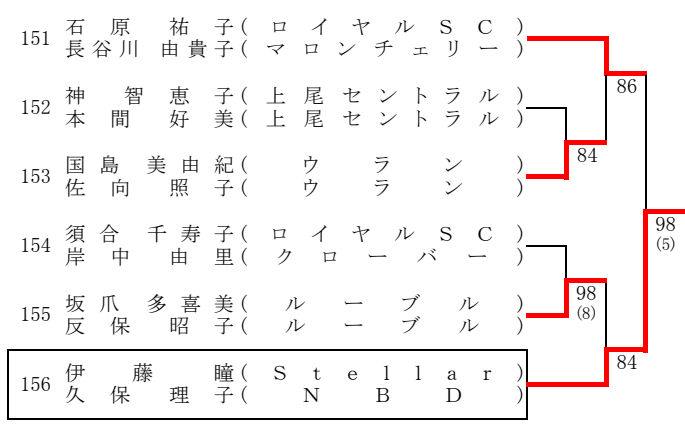 151 石原 祐子(ロイヤルSC)
長谷川 由貴子(マロンチェリー)
86
152 神 智恵子(上尾セントラル)
本間 好美(上尾セントラル)
84
153 国島 美由紀(ウラン)
佐向 照子(ウラン)
98
(5)
154 須合 千寿子(ロイヤルSC)
岸中 由里(クローバー)
98
(8)
155 坂爪 多喜美(ルーブル)
反保 昭子(ルーブル)
84
156 伊藤 瞳(Stellar)
久保 理子(NBD)